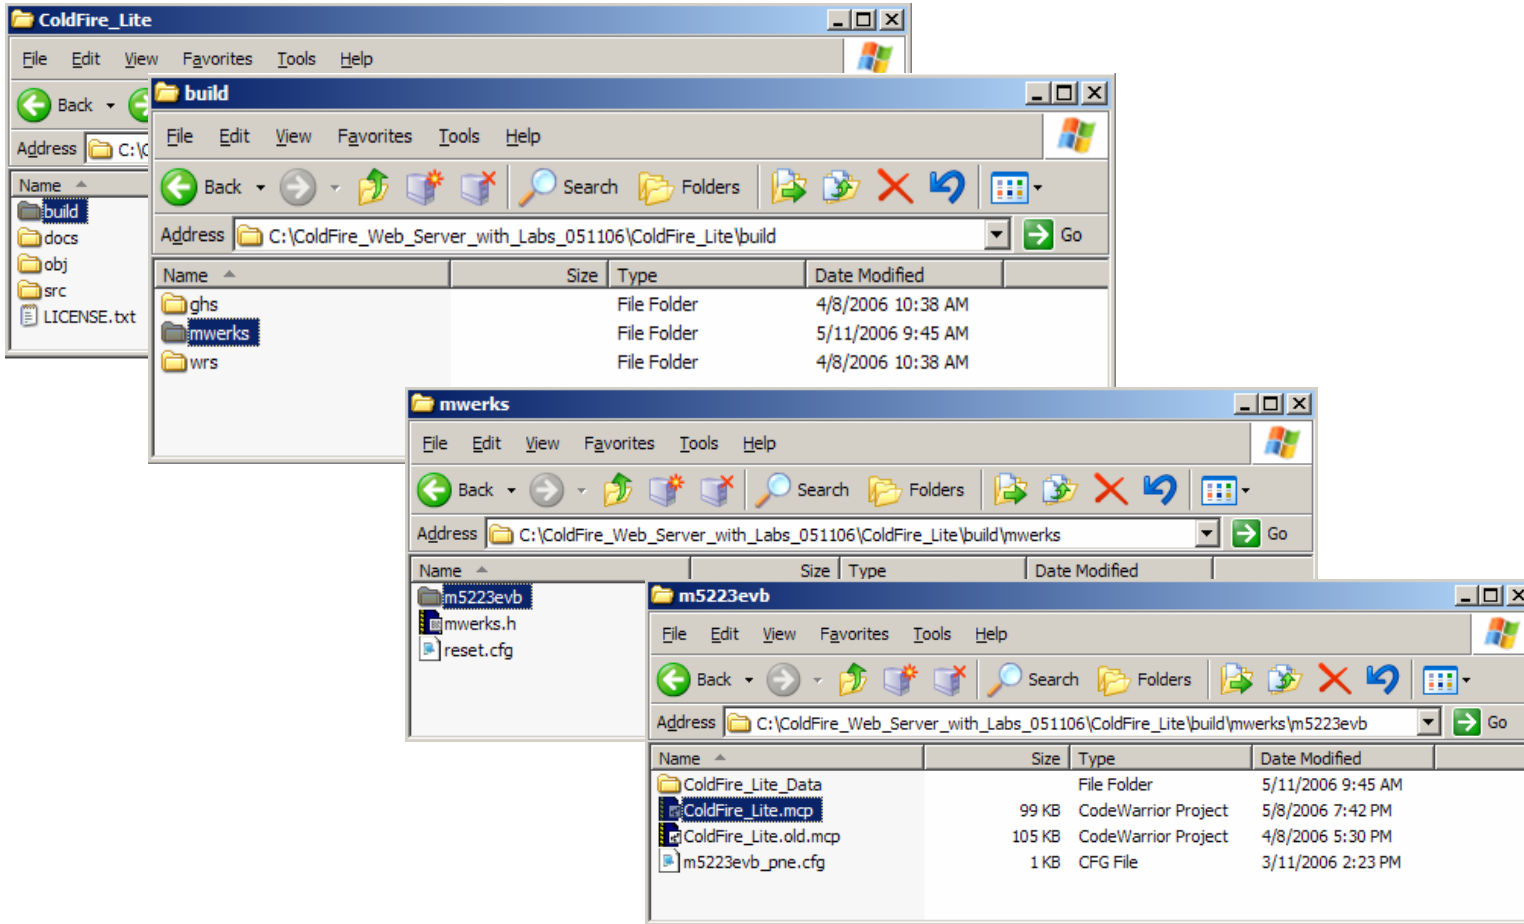 ColdFire_Lite
File Edit View Favorites Tools Help
Back
Address C:\C
Name
build
docs
obj
src
LICENSE.txt
build
File Edit View Favorites Tools Help
Back Search Folders
Address C:\ColdFire_Web_Server_with_Labs_051106\ColdFire_Lite\build Go
Name Size Type Date Modified
ghs File Folder 4/8/2006 10:38 AM
mwerks File Folder 5/11/2006 9:45 AM
wrs File Folder 4/8/2006 10:38 AM
mwerks
File Edit View Favorites Tools Help
Back Search Folders
Address C:\ColdFire_Web_Server_with_Labs_051106\ColdFire_Lite\build\mwerks Go
Name Size Type Date Modified
m5223evb
mwerks.h
reset.cfg
m5223evb
File Edit View Favorites Tools Help
Back Search Folders
Address C:\ColdFire_Web_Server_with_Labs_051106\ColdFire_Lite\build\mwerks\m5223evb Go
Name Size Type Date Modified
ColdFire_Lite_Data File Folder 5/11/2006 9:45 AM
ColdFire_Lite.mcp 99 KB CodeWarrior Project 5/8/2006 7:42 PM
ColdFire_Lite.old.mcp 105 KB CodeWarrior Project 4/8/2006 5:30 PM
m5223evb_pne.cfg 1 KB CFG File 3/11/2006 2:23 PM